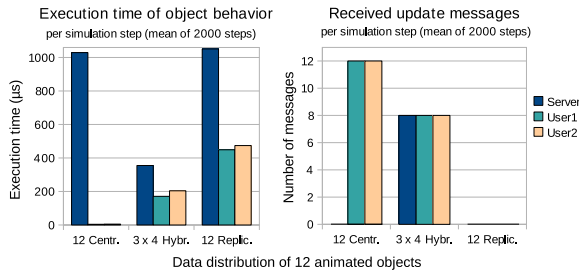 Execution time of object behavior
per simulation step (mean of 2000 steps)
Execution time (µs)
1000
800
600
400
200
0
12 Centr.
3 x 4 Hybr.
12 Replic.
Received update messages
per simulation step (mean of 2000 steps)
Number of messages
12
10
8
6
4
2
0
12 Centr.
3 x 4 Hybr.
12 Replic.
Server
User1
User2
Data distribution of 12 animated objects